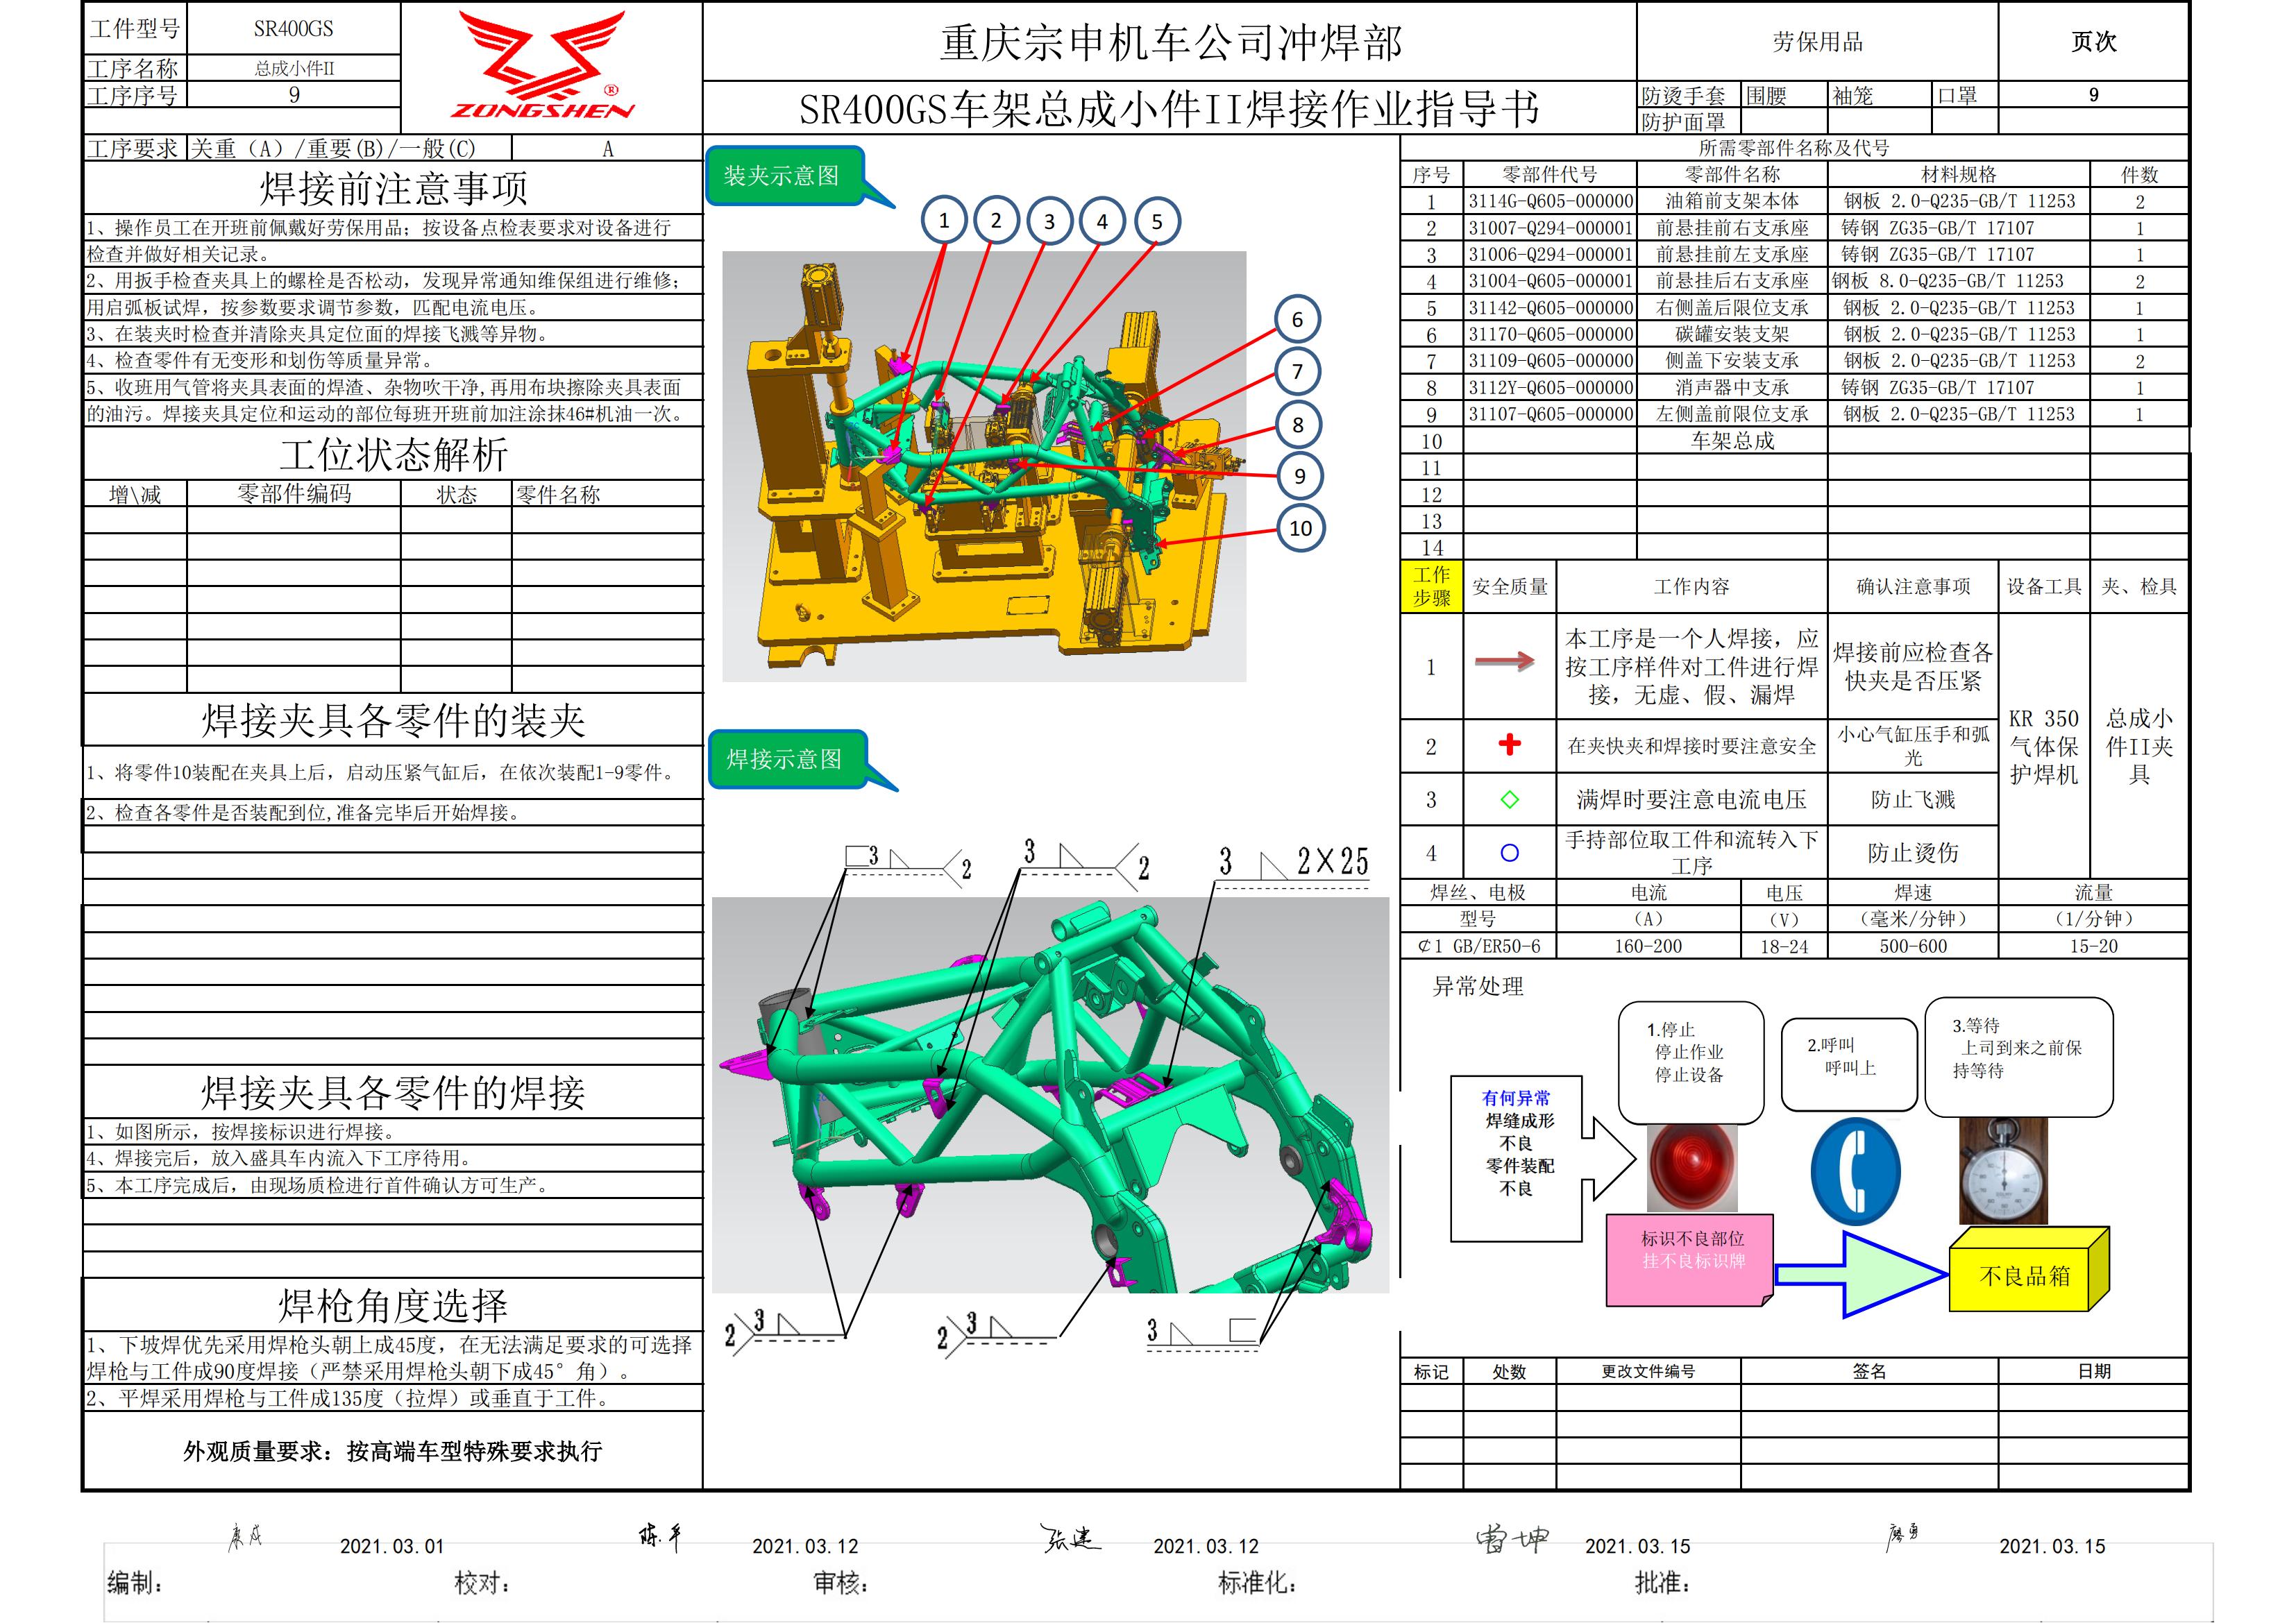 工件型号 SR400GS
工序名称 总成小件II
工序序号 9
ZONGSHEN ®
重庆宗申机车公司冲焊部
SR400GS车架总成小件II焊接作业指导书
劳保用品 页次
防烫手套 围腰 袖笼 口罩 9
防护面罩
工序要求 关重（A）/重要(B)/一般(C) A
焊接前注意事项
1、操作员工在开班前佩戴好劳保用品；按设备点检表要求对设备进行
检查并做好相关记录。
2、用扳手检查夹具上的螺栓是否松动，发现异常通知维保组进行维修；
用启弧板试焊，按参数要求调节参数，匹配电流电压。
3、在装夹时检查并清除夹具定位面的焊接飞溅等异物。
4、检查零件有无变形和划伤等质量异常。
5、收班用气管将夹具表面的焊渣、杂物吹干净,再用布块擦除夹具表面
的油污。焊接夹具定位和运动的部位每班开班前加注涂抹46#机油一次。
工位状态解析
增\减 零部件编码 状态 零件名称
焊接夹具各零件的装夹
1、将零件10装配在夹具上后，启动压紧气缸后，在依次装配1-9零件。
2、检查各零件是否装配到位,准备完毕后开始焊接。
焊接夹具各零件的焊接
1、如图所示，按焊接标识进行焊接。
4、焊接完后，放入盛具车内流入下工序待用。
5、本工序完成后，由现场质检进行首件确认方可生产。
焊枪角度选择
1、下坡焊优先采用焊枪头朝上成45度，在无法满足要求的可选择
焊枪与工件成90度焊接（严禁采用焊枪头朝下成45°角）。
2、平焊采用焊枪与工件成135度（拉焊）或垂直于工件。
外观质量要求：按高端车型特殊要求执行
装夹示意图
1 2 3 4 5
6
7
8
9
10
焊接示意图
3 2
3 2
3 2×25
2 3
2 3
3
所需零部件名称及代号
序号 零部件代号 零部件名称 材料规格 件数
1 3114G-Q605-000000 油箱前支架本体 钢板 2.0-Q235-GB/T 11253 2
2 31007-Q294-000001 前悬挂前右支承座 铸钢 ZG35-GB/T 17107 1
3 31006-Q294-000001 前悬挂前左支承座 铸钢 ZG35-GB/T 17107 1
4 31004-Q605-000001 前悬挂后右支承座 钢板 8.0-Q235-GB/T 11253 2
5 31142-Q605-000000 右侧盖后限位支承 钢板 2.0-Q235-GB/T 11253 1
6 31170-Q605-000000 碳罐安装支架 钢板 2.0-Q235-GB/T 11253 1
7 31109-Q605-000000 侧盖下安装支承 钢板 2.0-Q235-GB/T 11253 2
8 3112Y-Q605-000000 消声器中支承 铸钢 ZG35-GB/T 17107 1
9 31107-Q605-000000 左侧盖前限位支承 钢板 2.0-Q235-GB/T 11253 1
10 车架总成
11
12
13
14
工作步骤 安全质量 工作内容 确认注意事项 设备工具 夹、检具
1 本工序是一个人焊接，应按工序样件对工件进行焊接，无虚、假、漏焊 焊接前应检查各快夹是否压紧
KR 350气体保护焊机 总成小件II夹具
2 在夹快夹和焊接时要注意安全 小心气缸压手和弧光
3 满焊时要注意电流电压 防止飞溅
4 手持部位取工件和流转入下工序 防止烫伤
焊丝、电极 电流 电压 焊速 流量
型号 （A） （V） （毫米/分钟） （1/分钟）
¢1 GB/ER50-6 160-200 18-24 500-600 15-20
异常处理
1.停止
停止作业
停止设备
2.呼叫
呼叫上
3.等待
上司到来之前保
持等待
有何异常
焊缝成形
不良
零件装配
不良
标识不良部位
挂不良标识牌
不良品箱
标记 处数 更改文件编号 签名 日期
2021.03.01 陈平 2021.03.12 张建 2021.03.12 雷坤 2021.03.15 廖勇 2021.03.15
编制： 校对： 审核： 标准化： 批准：